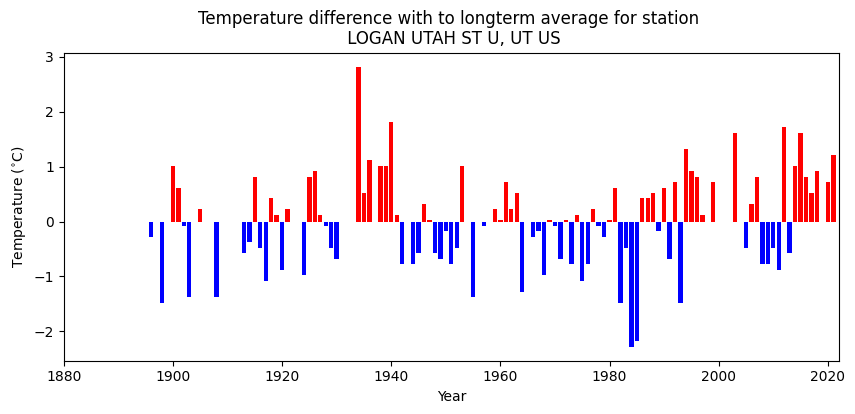 Temperature difference with to longterm average for station
LOGAN UTAH ST U, UT US
Temperature (°C)
3
2
1
0
−1
−2
1880 1900 1920 1940 1960 1980 2000 2020
Year